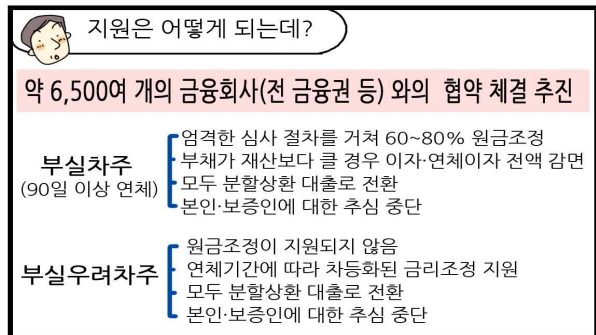 지원은 어떻게 되는데?
약 6,500여 개의 금융회사(전 금융권 등) 와의 협약 체결 추진
부실차주
(90일 이상 연체)
엄격한 심사 절차를 거쳐 60~80% 원금조정
부채가 재산보다 클 경우 이자·연체이자 전액 감면
모두 분할상환 대출로 전환
본인·보증인에 대한 추심 중단
부실우려차주
원금조정이 지원되지 않음
연체기간에 따라 차등화된 금리조정 지원
모두 분할상환 대출로 전환
본인·보증인에 대한 추심 중단